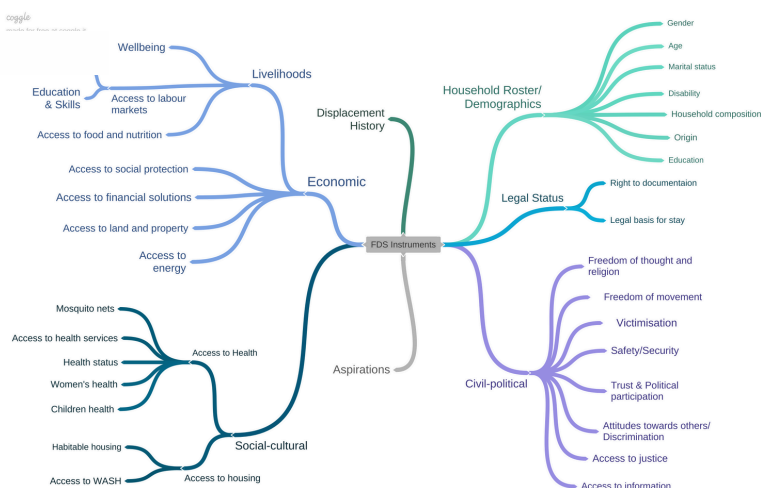 coggle
Wellbeing
Livelihoods
Education
& Skills
Access to labour
markets
Access to food and nutrition
Access to social protection
Access to financial solutions
Economic
Access to land and property
Access to
energy
Displacement
History
FDS Instruments
Aspirations
Household Roster/
Demographics
Gender
Age
Marital status
Disability
Household composition
Origin
Education
Legal Status
Right to documentaion
Legal basis for stay
Civil-political
Freedom of thought and
religion
Freedom of movement
Victimisation
Safety/Security
Trust & Political
participation
Attitudes towards others/
Discrimination
Access to justice
Access to information
Mosquito nets
Access to health services
Access to Health
Health status
Women's health
Children health
Social-cultural
Habitable housing
Access to housing
Access to WASH